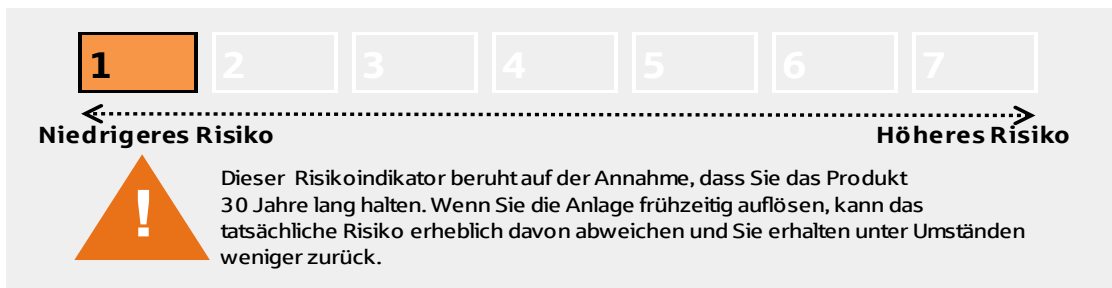 1 2 3 4 5 6 7
Niedrigeres Risiko Höheres Risiko
!
Dieser Risikoindikator beruht auf der Annahme, dass Sie das Produkt
30 Jahre lang halten. Wenn Sie die Anlage frühzeitig auflösen, kann das
tatsächliche Risiko erheblich davon abweichen und Sie erhalten unter Umständen
weniger zurück.